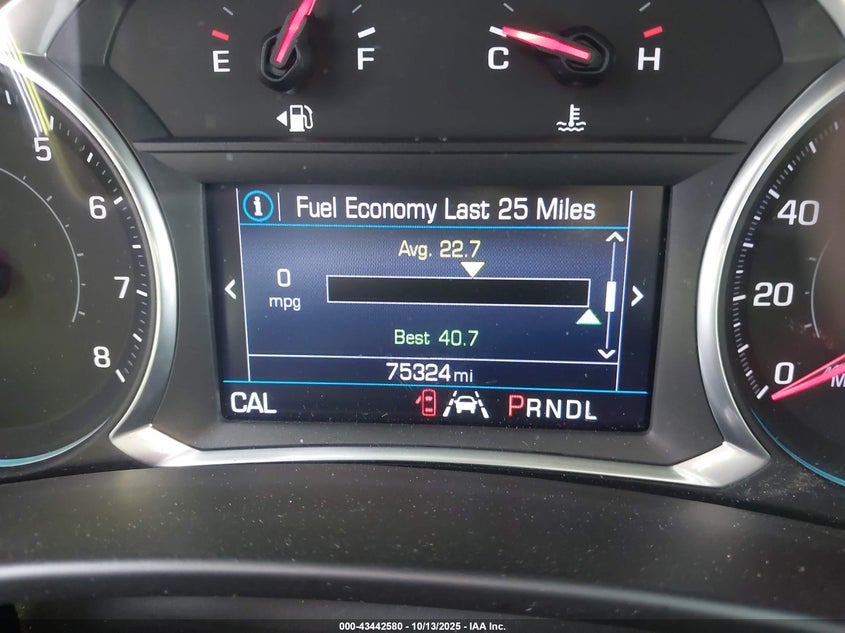 E F C H
5
6
7
8
Fuel Economy Last 25 Miles
Avg. 22.7
0
mpg
Best 40.7
75324 mi
CAL PRNDL
40
20
0
M
000-43442580 • 10/13/2025 - IAA Inc.